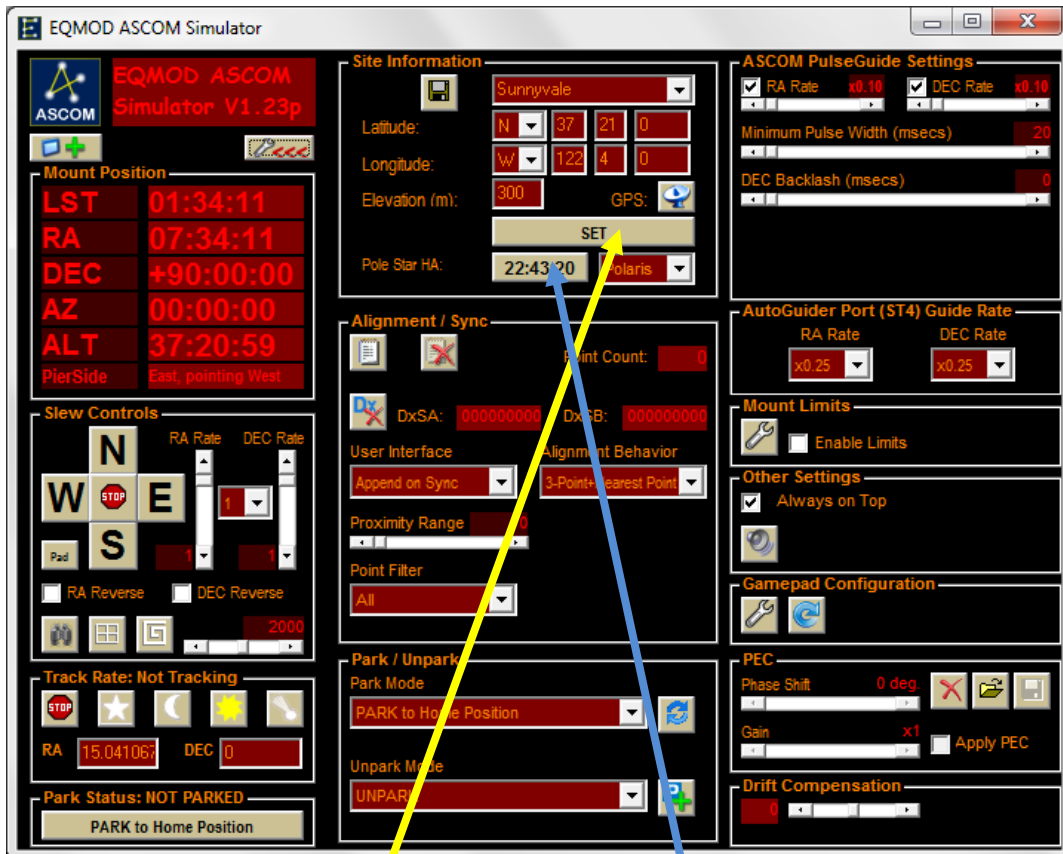 EQMOD ASCOM Simulator
ASCOM
EQMOD ASCOM
Simulator V1.23p
Mount Position
LST 01:34:11
RA 07:34:11
DEC +90:00:00
AZ 00:00:00
ALT 37:20:59
PierSide East, pointing West
Slew Controls
RA Rate DEC Rate
N
W STOP E
1
S
Pad
1 1
RA Reverse DEC Reverse
2000
Track Rate: Not Tracking
STOP
RA 15.041067 DEC 0
Park Status: NOT PARKED
PARK to Home Position
Site Information
Sunnyvale
Latitude: N 37 21 0
Longitude: W 122 4 0
Elevation (m): 300 GPS:
SET
Pole Star HA: 22:43:20 Polaris
Alignment / Sync
Point Count: 0
Dx DxSA: 000000000 DxSB: 000000000
User Interface Alignment Behavior
Append on Sync 3-Point+Nearest Point
Proximity Range 0
Point Filter
All
Park / Unpark
Park Mode
PARK to Home Position
Unpark Mode
UNPARK
P
ASCOM PulseGuide Settings
RA Rate x0.10 DEC Rate x0.10
Minimum Pulse Width (msecs) 20
DEC Backlash (msecs) 0
AutoGuider Port (ST4) Guide Rate
RA Rate DEC Rate
x0.25 x0.25
Mount Limits
Enable Limits
Other Settings
Always on Top
Gamepad Configuration
PEC
Phase Shift 0 deg.
Gain x1
Apply PEC
Drift Compensation
0